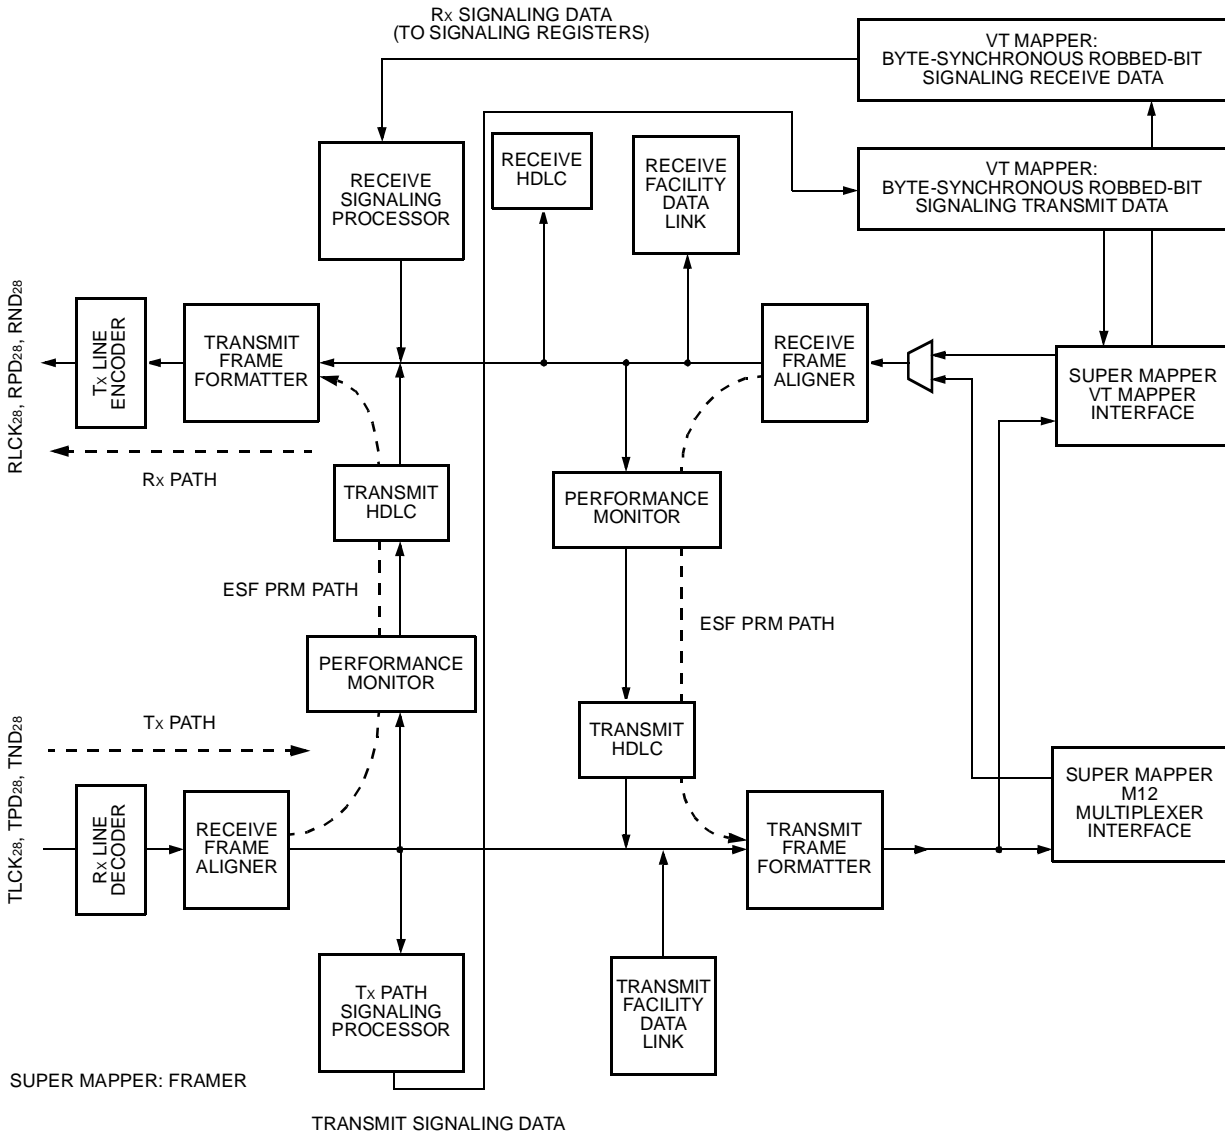 Rx SIGNALING DATA
(TO SIGNALING REGISTERS)
VT MAPPER:
BYTE-SYNCHRONOUS ROBBED-BIT
SIGNALING RECEIVE DATA
RECEIVE
SIGNALING
PROCESSOR
RECEIVE
HDLC
RECEIVE
FACILITY
DATA
LINK
VT MAPPER:
BYTE-SYNCHRONOUS ROBBED-BIT
SIGNALING TRANSMIT DATA
RLCK28, RPD28, RND28
Tx LINE
ENCODER
TRANSMIT
FRAME
FORMATTER
RECEIVE
FRAME
ALIGNER
SUPER MAPPER
VT MAPPER
INTERFACE
Rx PATH
TRANSMIT
HDLC
PERFORMANCE
MONITOR
ESF PRM PATH
ESF PRM PATH
PERFORMANCE
MONITOR
Tx PATH
TRANSMIT
HDLC
TLCK28, TPD28, TND28
Rx LINE
DECODER
RECEIVE
FRAME
ALIGNER
TRANSMIT
FRAME
FORMATTER
SUPER MAPPER
M12
MULTIPLEXER
INTERFACE
Tx PATH
SIGNALING
PROCESSOR
TRANSMIT
FACILITY
DATA
LINK
SUPER MAPPER: FRAMER
TRANSMIT SIGNALING DATA